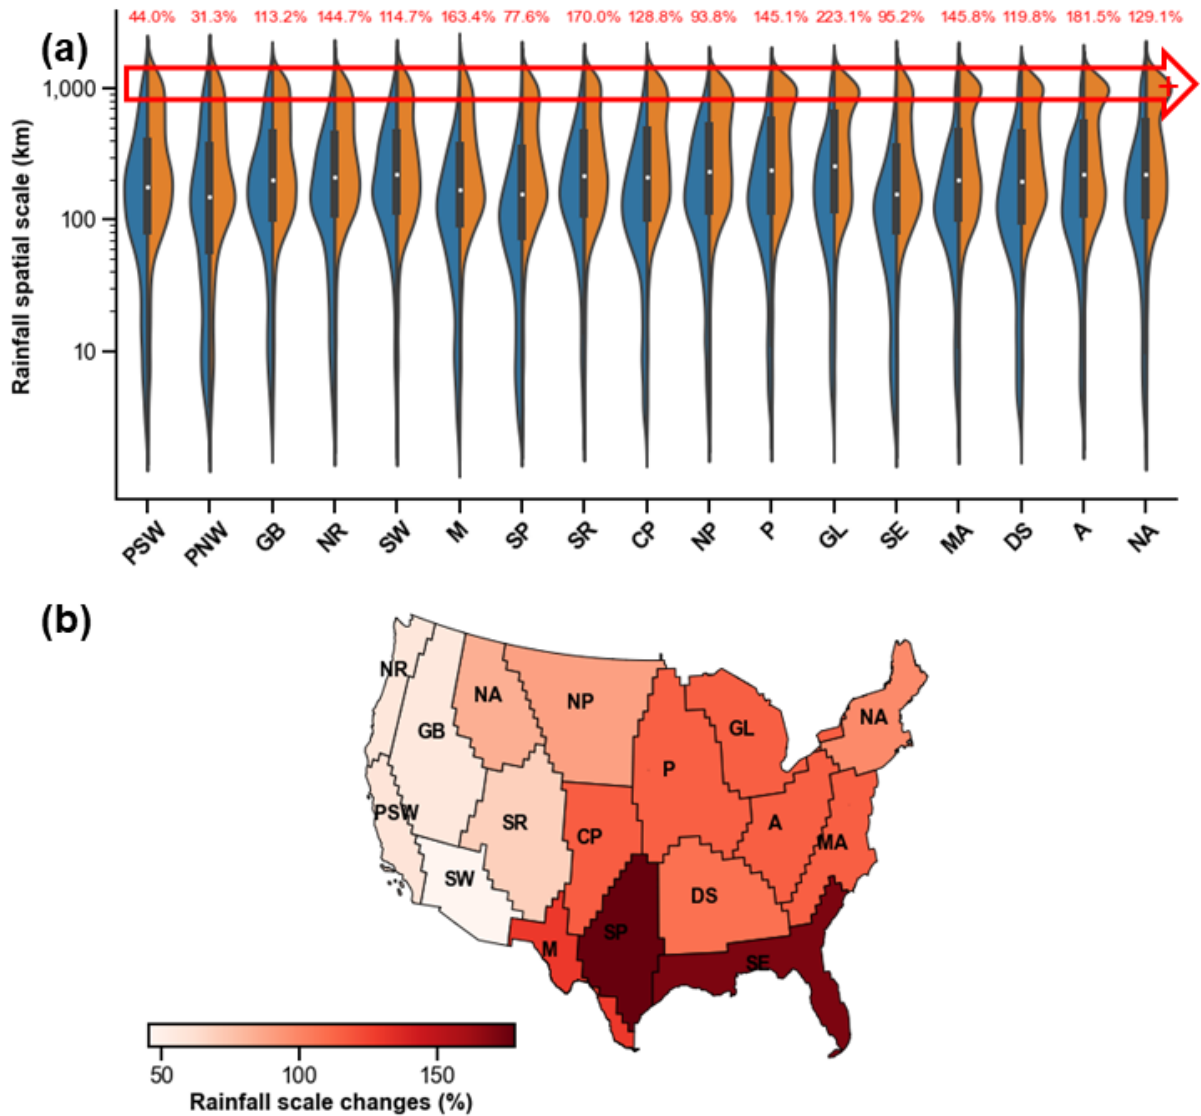 44.0% 31.3% 113.2% 144.7% 114.7% 163.4% 77.6% 170.0% 128.8% 93.8% 145.1% 223.1% 95.2% 145.8% 119.8% 181.5% 129.1%
(a)
+
1,000
100
10
Rainfall spatial scale (km)
PSW PNW GB NR SW M SP SR CP NP P GL SE MA DS A NA
(b)
NR
NA
NP
GL
NA
GB
P
PSW
SR
CP
A
MA
SW
DS
M
SP
SE
50 100 150
Rainfall scale changes (%)